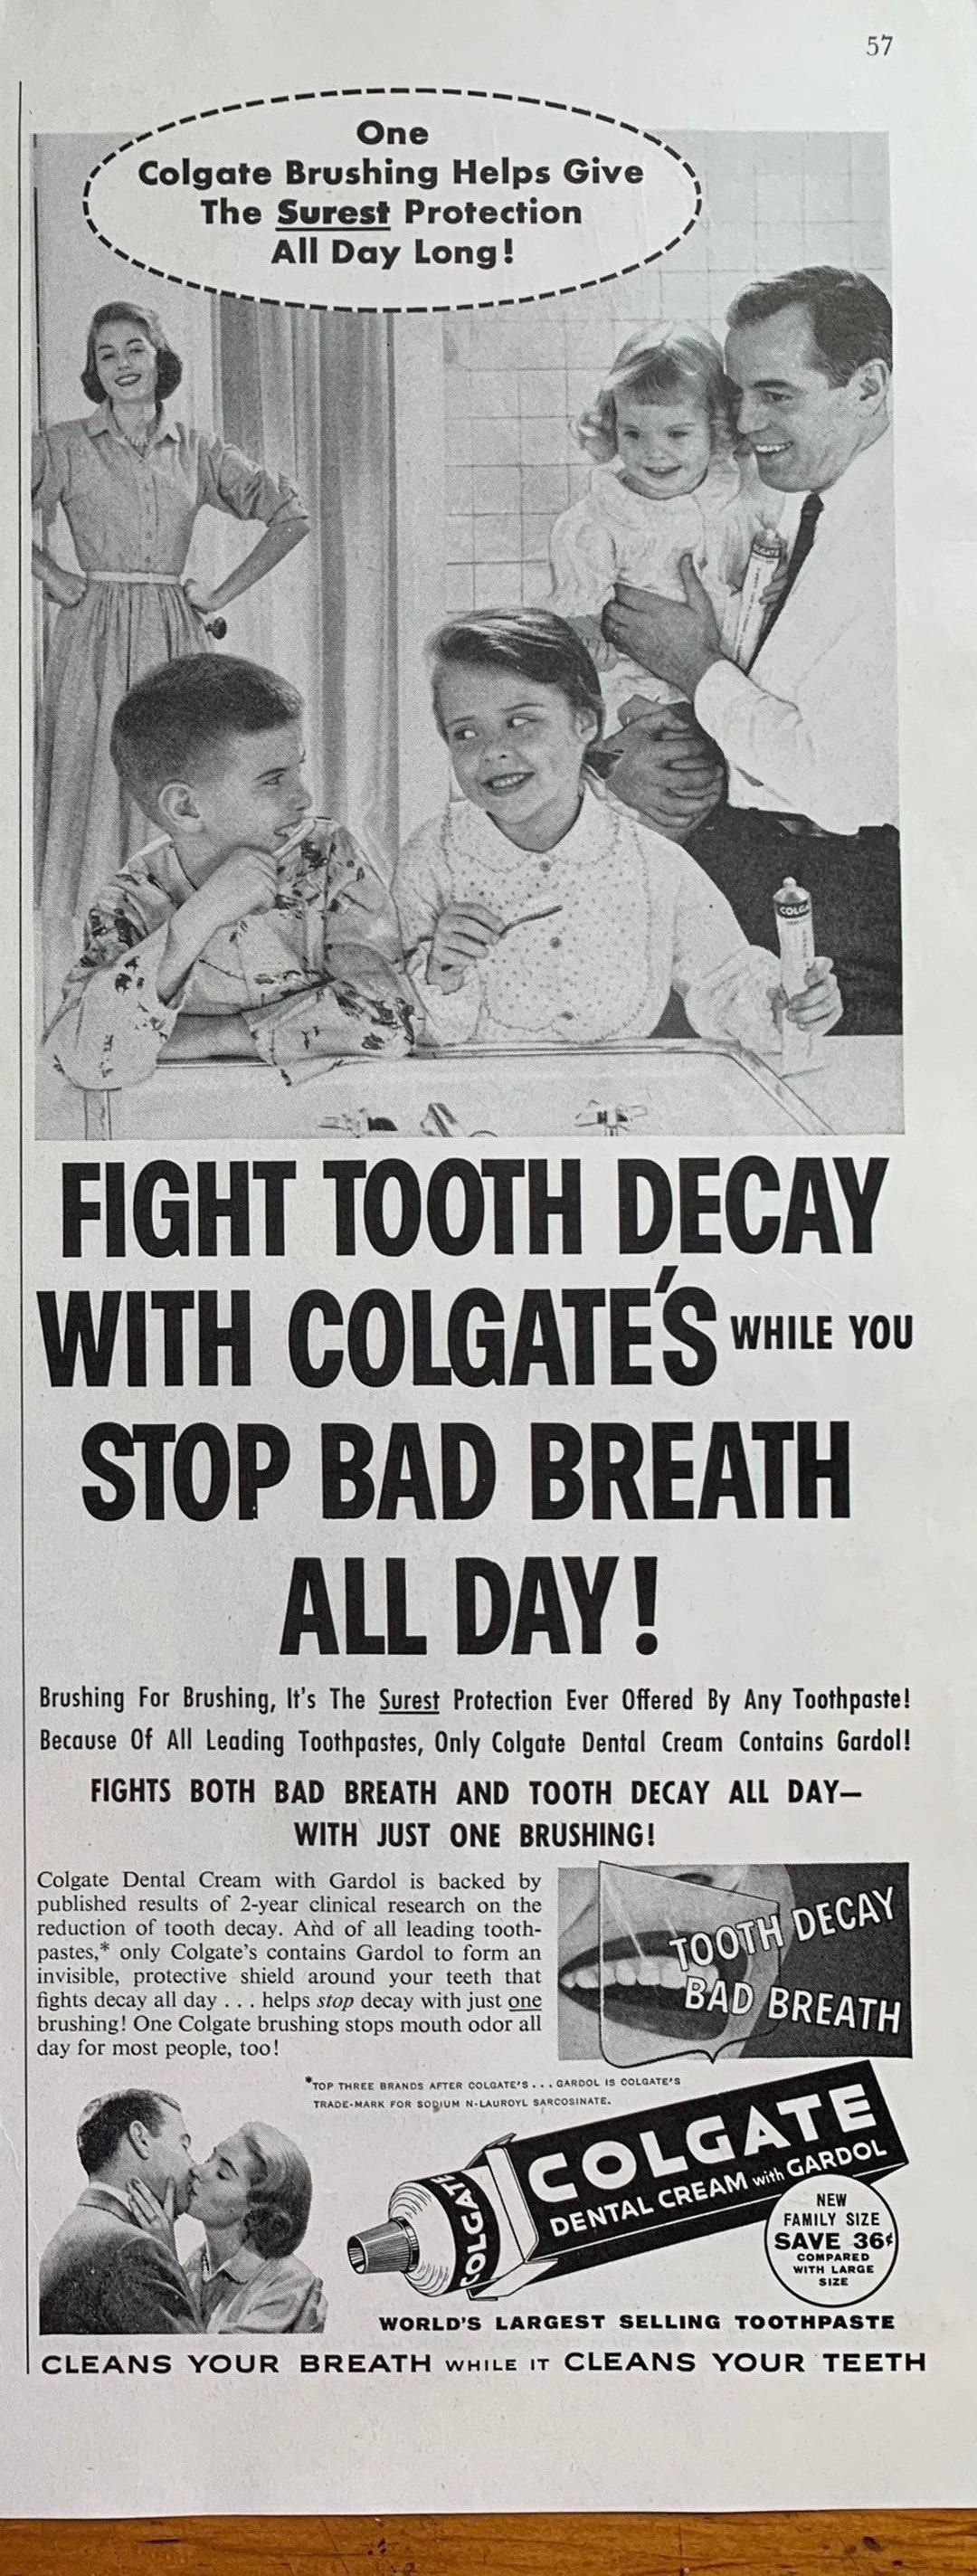 57
One
Colgate Brushing Helps Give
The Surest Protection
All Day Long!
COLGATE
COLG
FIGHT TOOTH DECAY
WITH COLGATE'S WHILE YOU
STOP BAD BREATH
ALL DAY!
Brushing For Brushing, It's The Surest Protection Ever Offered By Any Toothpaste!
Because Of All Leading Toothpastes, Only Colgate Dental Cream Contains Gardol!
FIGHTS BOTH BAD BREATH AND TOOTH DECAY ALL DAY—
WITH JUST ONE BRUSHING!
Colgate Dental Cream with Gardol is backed by
published results of 2-year clinical research on the
reduction of tooth decay. And of all leading tooth-
pastes,* only Colgate's contains Gardol to form an
invisible, protective shield around your teeth that
fights decay all day . . . helps stop decay with just one
brushing! One Colgate brushing stops mouth odor all
day for most people, too!
TOOTH DECAY
BAD BREATH
*TOP THREE BRANDS AFTER COLGATE'S . . . GARDOL IS COLGATE'S
TRADE-MARK FOR SODIUM N-LAUROYL SARCOSINATE.
COLGATE
COLGATE
DENTAL CREAM with GARDOL
NEW
FAMILY SIZE
SAVE 36¢
COMPARED
WITH LARGE
SIZE
WORLD'S LARGEST SELLING TOOTHPASTE
CLEANS YOUR BREATH WHILE IT CLEANS YOUR TEETH